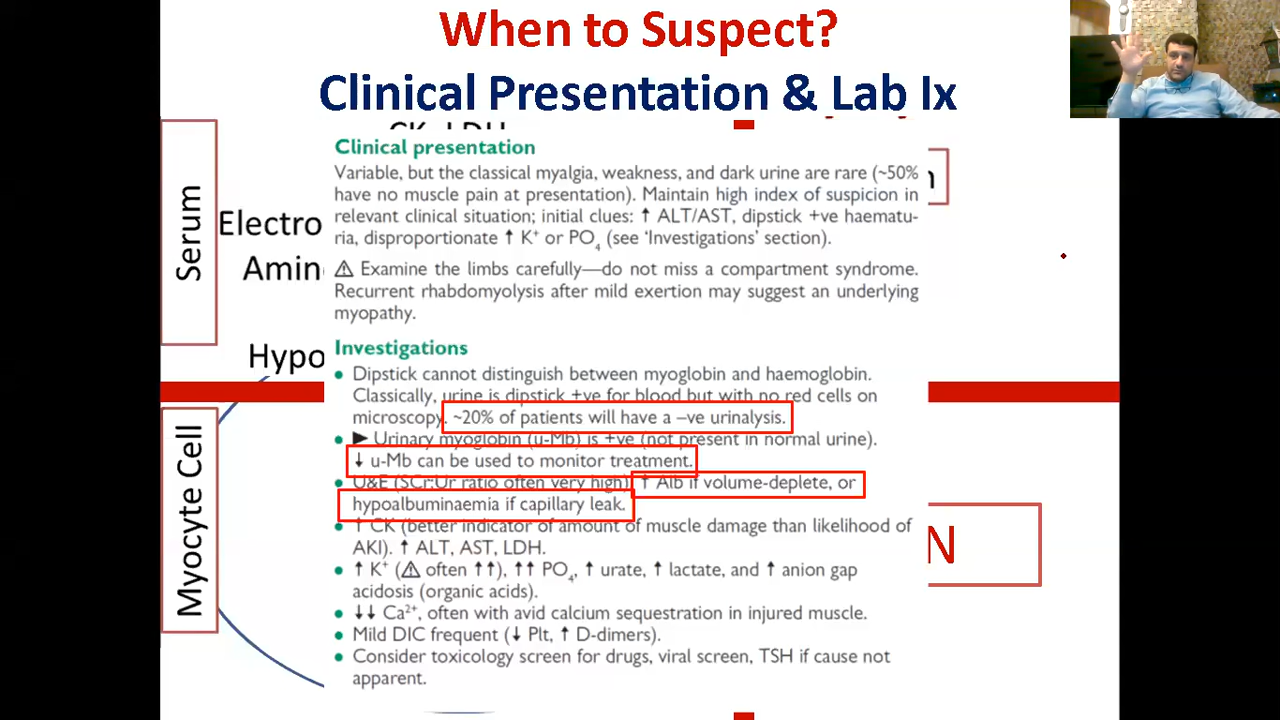 When to Suspect?
Clinical Presentation & Lab Ix
Serum
Electro
Amin
Hypo
Myocyte Cell
Clinical presentation
Variable, but the classical myalgia, weakness, and dark urine are rare (~50%
have no muscle pain at presentation). Maintain high index of suspicion in
relevant clinical situation; initial clues: ↑ ALT/AST, dipstick +ve haematu-
ria, disproportionate ↑ K⁺ or PO₄ (see ‘Investigations’ section).
⚠ Examine the limbs carefully—do not miss a compartment syndrome.
Recurrent rhabdomyolysis after mild exertion may suggest an underlying
myopathy.
Investigations
• Dipstick cannot distinguish between myoglobin and haemoglobin.
Classically, urine is dipstick +ve for blood but with no red cells on
microscopy. ~20% of patients will have a –ve urinalysis.
• ► Urinary myoglobin (u-Mb) is +ve (not present in normal urine).
↓ u-Mb can be used to monitor treatment.
• U&E (SCr:Ur ratio often very high) ↑ Alb if volume-deplete, or
hypoalbuminaemia if capillary leak.
• ↑ CK (better indicator of amount of muscle damage than likelihood of
AKI). ↑ ALT, AST, LDH.
• ↑ K⁺ (⚠ often ↑↑), ↑↑ PO₄, ↑ urate, ↑ lactate, and ↑ anion gap
acidosis (organic acids).
• ↓↓ Ca²⁺, often with avid calcium sequestration in injured muscle.
• Mild DIC frequent (↓ Plt, ↑ D-dimers).
• Consider toxicology screen for drugs, viral screen, TSH if cause not
apparent.
N